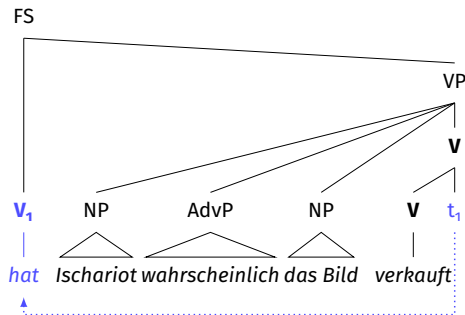 FS
VP
V
V₁ NP AdvP NP V t₁
hat Ischariot wahrscheinlich das Bild verkauft